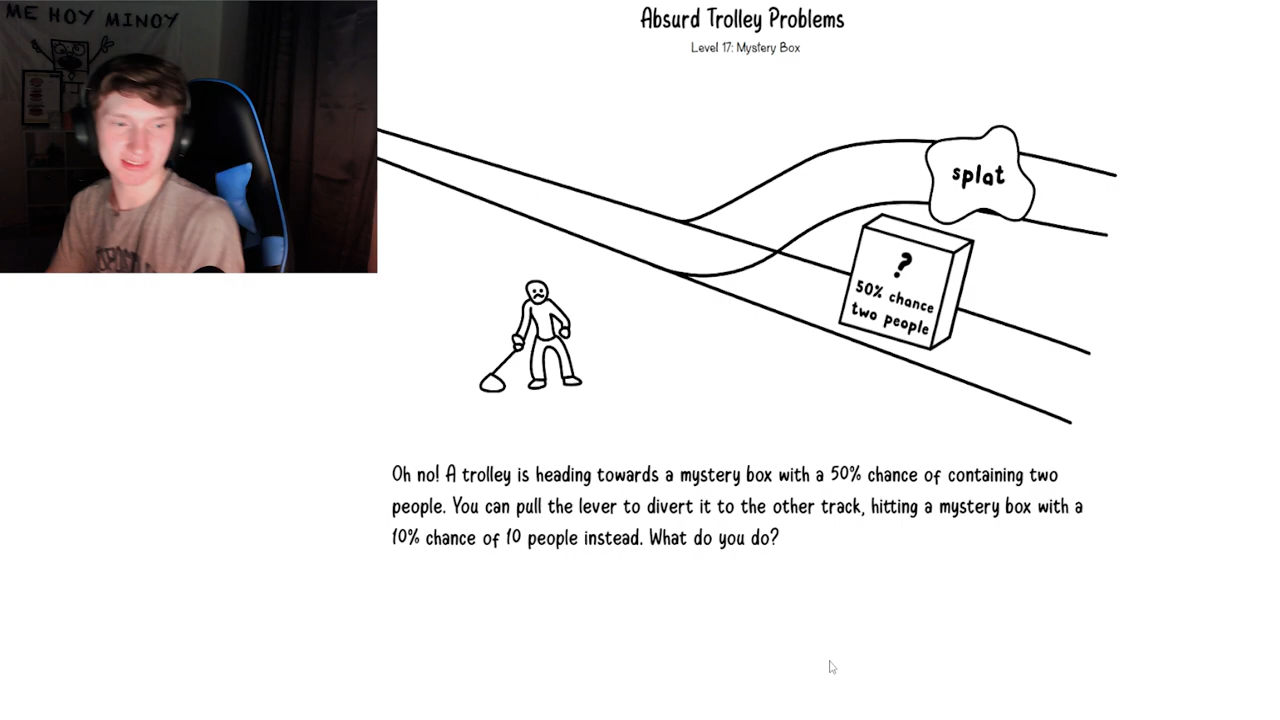 ME HOY MINOY
Absurd Trolley Problems
Level 17: Mystery Box
splat
?
50% chance
two people
Oh no! A trolley is heading towards a mystery box with a 50% chance of containing two
people. You can pull the lever to divert it to the other track, hitting a mystery box with a
10% chance of 10 people instead. What do you do?